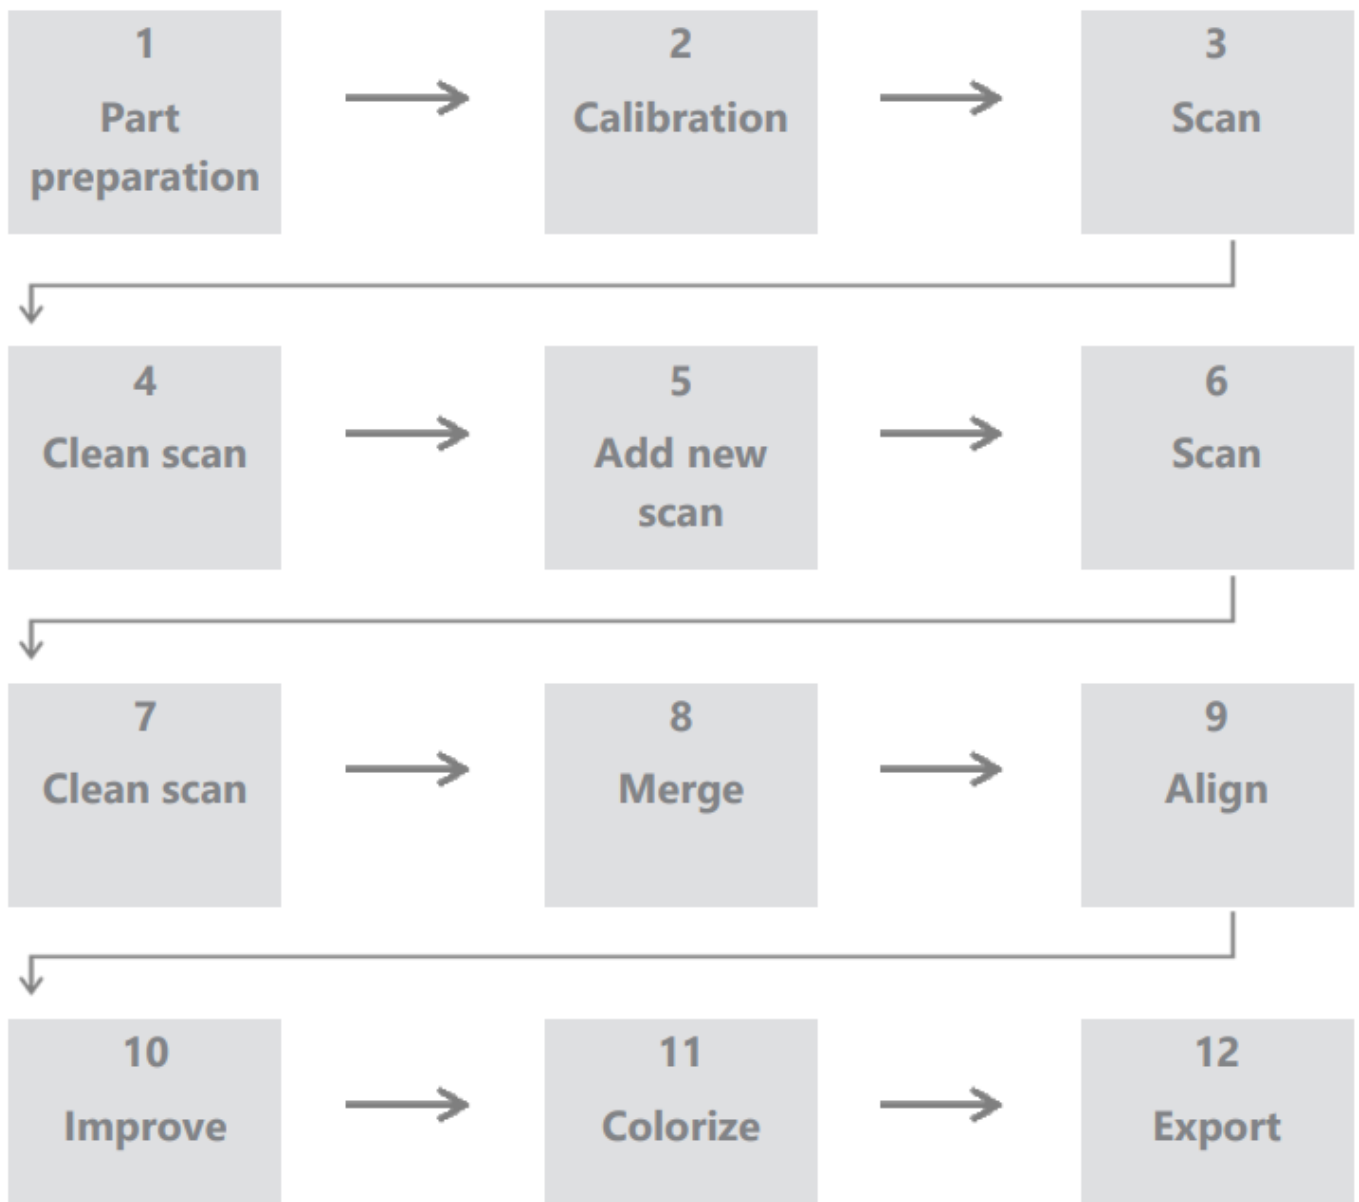 1
Part
preparation
2
Calibration
3
Scan
4
Clean scan
5
Add new
scan
6
Scan
7
Clean scan
8
Merge
9
Align
10
Improve
11
Colorize
12
Export